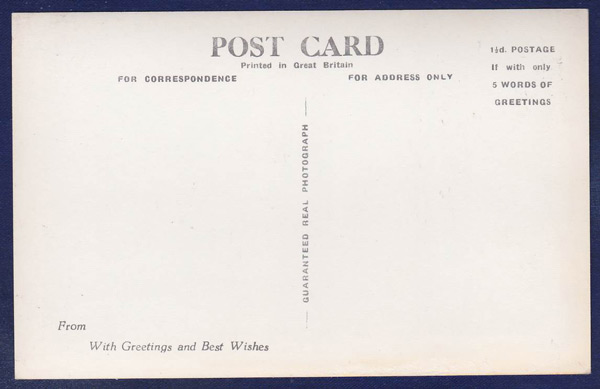 POST CARD
Printed in Great Britain
FOR CORRESPONDENCE
FOR ADDRESS ONLY
1½d. POSTAGE
If with only
5 WORDS OF
GREETINGS
— GUARANTEED REAL PHOTOGRAPH —
From
With Greetings and Best Wishes